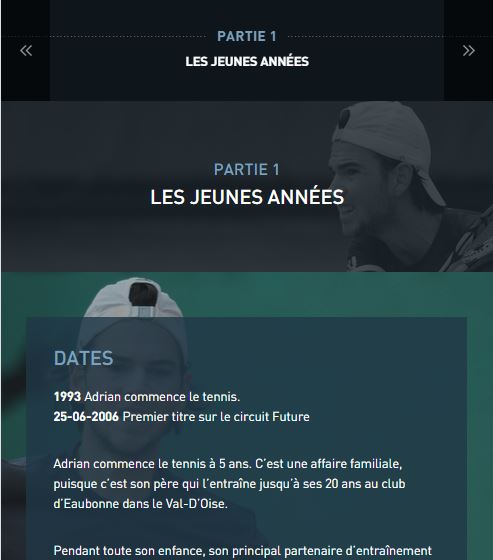 PARTIE 1
LES JEUNES ANNÉES
PARTIE 1
LES JEUNES ANNÉES
DATES
1993 Adrian commence le tennis.
25-06-2006 Premier titre sur le circuit Future
Adrian commence le tennis à 5 ans. C'est une affaire familiale,
puisque c'est son père qui l'entraîne jusqu'à ses 20 ans au club
d'Eaubonne dans le Val-D'Oise.
Pendant toute son enfance, son principal partenaire d'entraînement